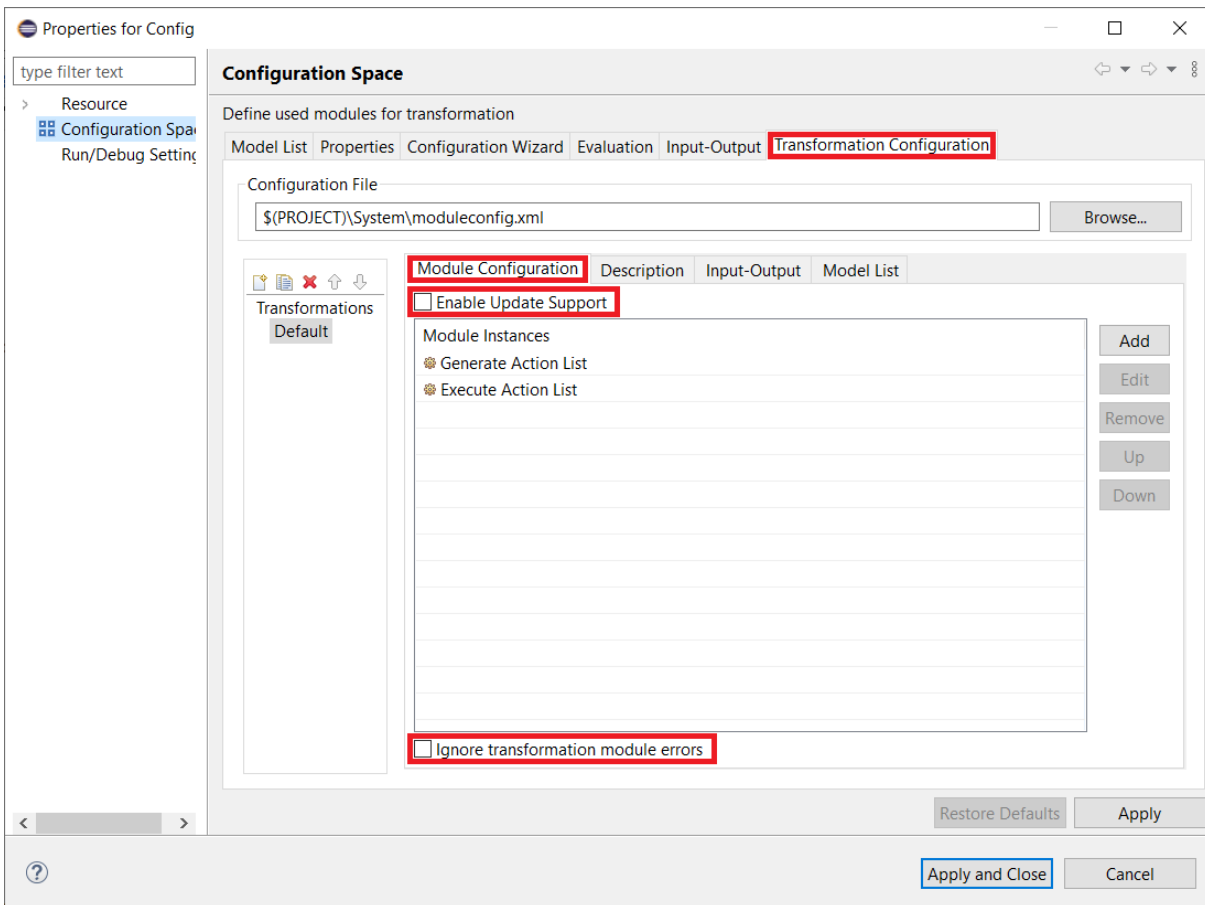 Properties for Config
type filter text
Configuration Space
Resource
Configuration Spa
Run/Debug Setting
Define used modules for transformation
Model List Properties Configuration Wizard Evaluation Input-Output Transformation Configuration
Configuration File
$(PROJECT)\System\moduleconfig.xml Browse...
Transformations
Default
Module Configuration Description Input-Output Model List
Enable Update Support
Module Instances
Generate Action List
Execute Action List
Add
Edit
Remove
Up
Down
Ignore transformation module errors
Restore Defaults Apply
? Apply and Close Cancel